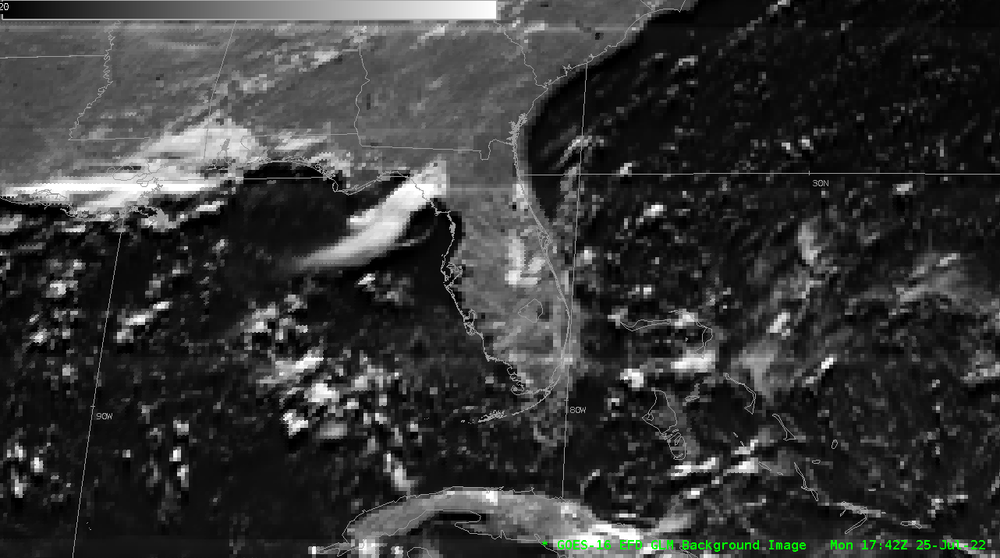 20
30N
90W
80W
* GOES-16 EFD GLM Background Image Mon 17:42Z 25-Jul-22